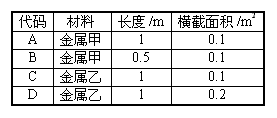 代码 材料 长度/m 横截面积/m²
A 金属甲 1 0.1
B 金属甲 0.5 0.1
C 金属乙 1 0.1
D 金属乙 1 0.2